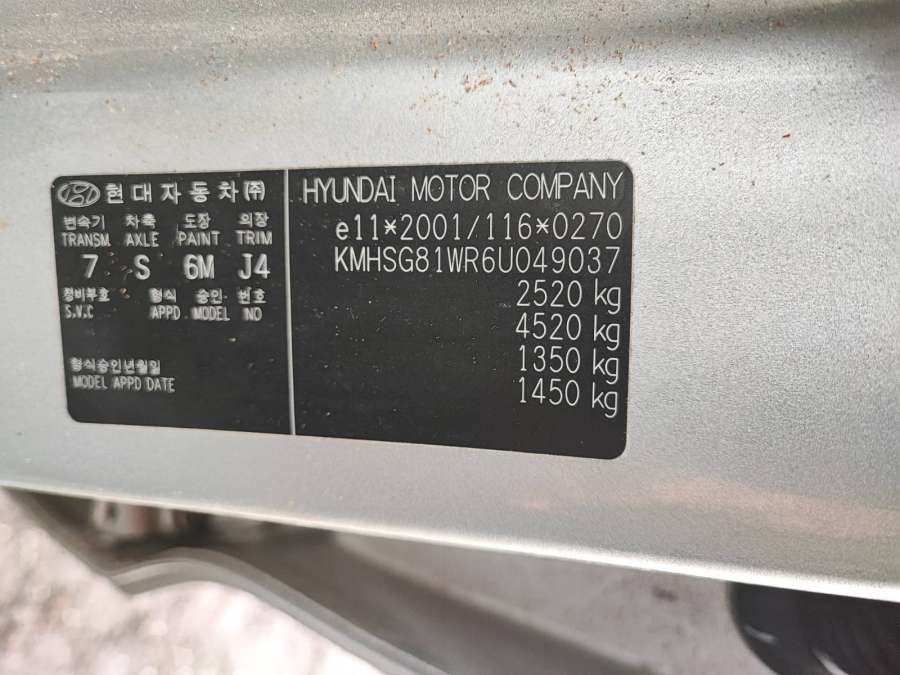 현대자동차㈜
변속기 차축 도장 의장
TRANSM. AXLE PAINT TRIM
7 S 6M J4
정비부호 형식 승인 번호
S.V.C APPD MODEL NO
형식승인년월일
MODEL APPD DATE
HYUNDAI MOTOR COMPANY
e11*2001/116*0270
KMHSG81WR6U049037
2520 kg
4520 kg
1350 kg
1450 kg